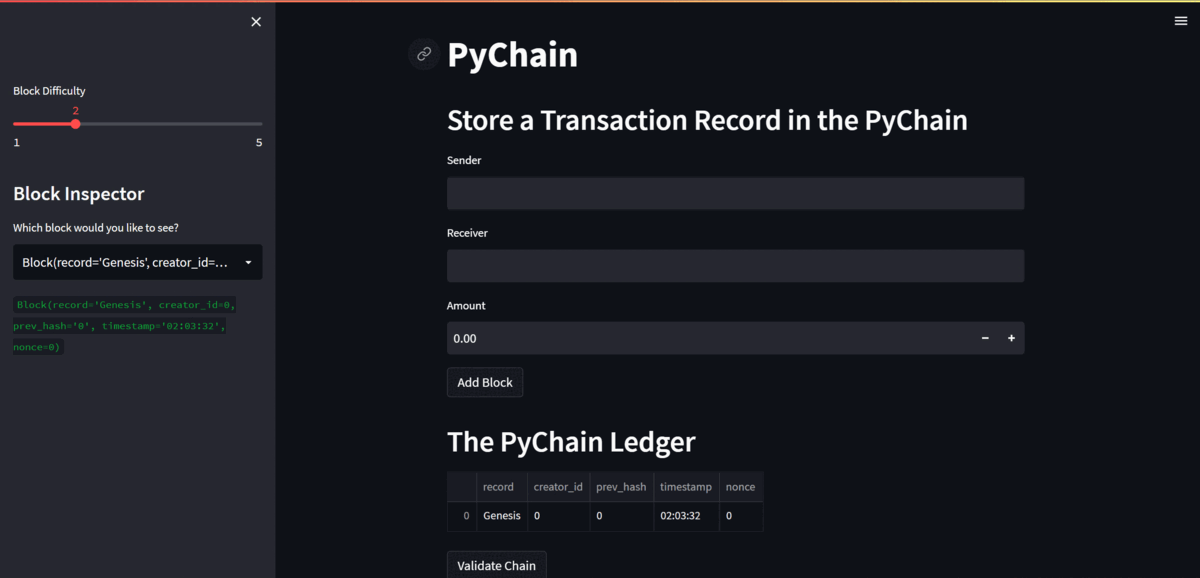 Block Difficulty
2
1 5
Block Inspector
Which block would you like to see?
Block(record='Genesis', creator_id=...
Block(record='Genesis', creator_id=0,
prev_hash='0', timestamp='02:03:32',
nonce=0)
PyChain
Store a Transaction Record in the PyChain
Sender
Receiver
Amount
0.00 - +
Add Block
The PyChain Ledger
record creator_id prev_hash timestamp nonce
0 Genesis 0 0 02:03:32 0
Validate Chain